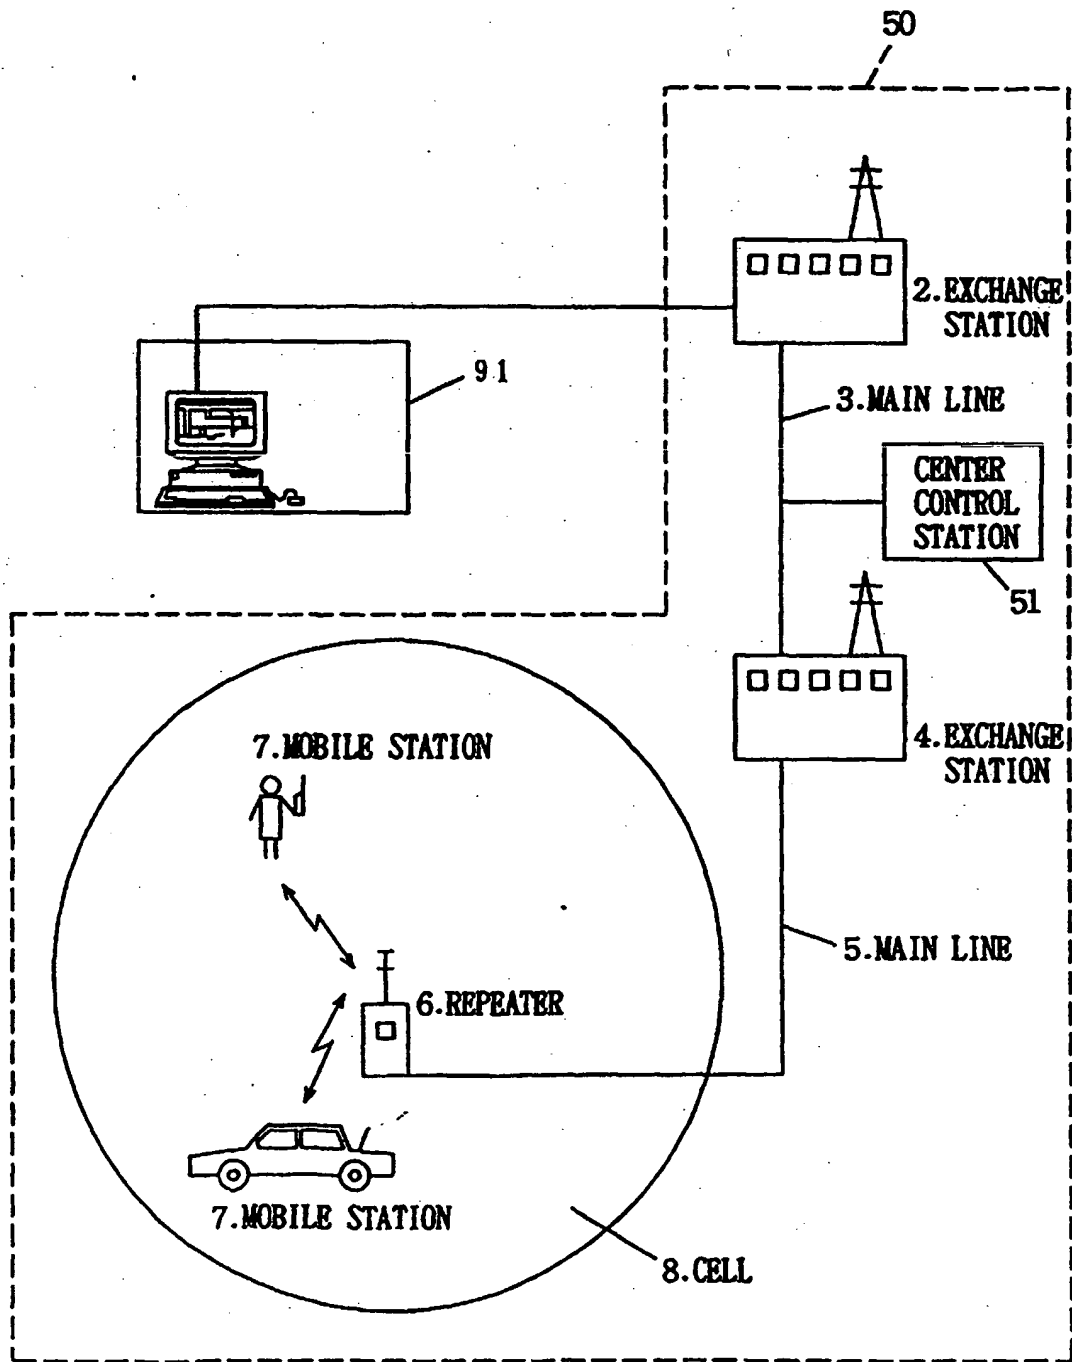 50
2.EXCHANGE
STATION
91
3.MAIN LINE
CENTER
CONTROL
STATION
51
4.EXCHANGE
STATION
7.MOBILE STATION
5.MAIN LINE
6.REPEATER
7.MOBILE STATION
8.CELL